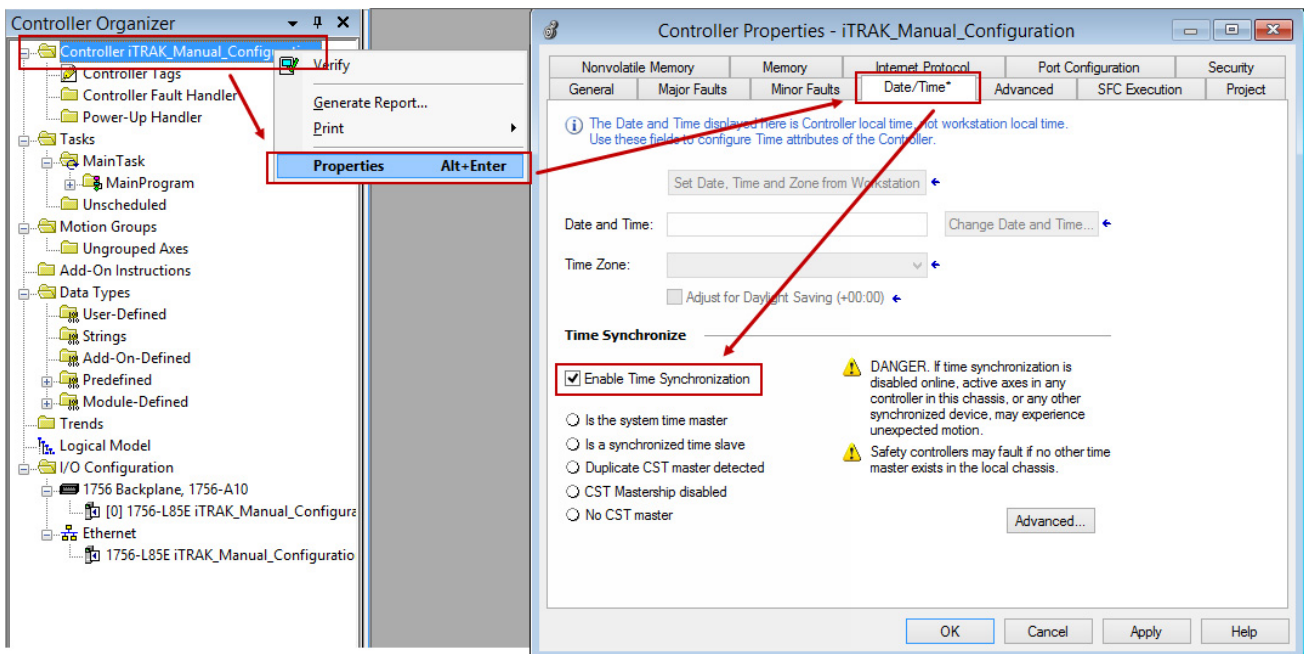 Controller Organizer
Controller iTRAK_Manual_Configuration
Controller Tags
Controller Fault Handler
Power-Up Handler
Tasks
MainTask
MainProgram
Unscheduled
Motion Groups
Ungrouped Axes
Add-On Instructions
Data Types
User-Defined
Strings
Add-On-Defined
Predefined
Module-Defined
Trends
Logical Model
I/O Configuration
1756 Backplane, 1756-A10
[0] 1756-L85E iTRAK_Manual_Configura
Ethernet
1756-L85E iTRAK_Manual_Configuratio
Verify
Generate Report...
Print
Properties Alt+Enter
Controller Properties - iTRAK_Manual_Configuration
Nonvolatile Memory Memory Internet Protocol Port Configuration Security
General Major Faults Minor Faults Date/Time* Advanced SFC Execution Project
The Date and Time displayed here is Controller local time, not workstation local time.
Use these fields to configure Time attributes of the Controller.
Set Date, Time and Zone from Workstation
Date and Time: Change Date and Time...
Time Zone:
Adjust for Daylight Saving (+00:00)
Time Synchronize
Enable Time Synchronization
Is the system time master
Is a synchronized time slave
Duplicate CST master detected
CST Mastership disabled
No CST master
DANGER. If time synchronization is
disabled online, active axes in any
controller in this chassis, or any other
synchronized device, may experience
unexpected motion.
Safety controllers may fault if no other time
master exists in the local chassis.
Advanced...
OK Cancel Apply Help